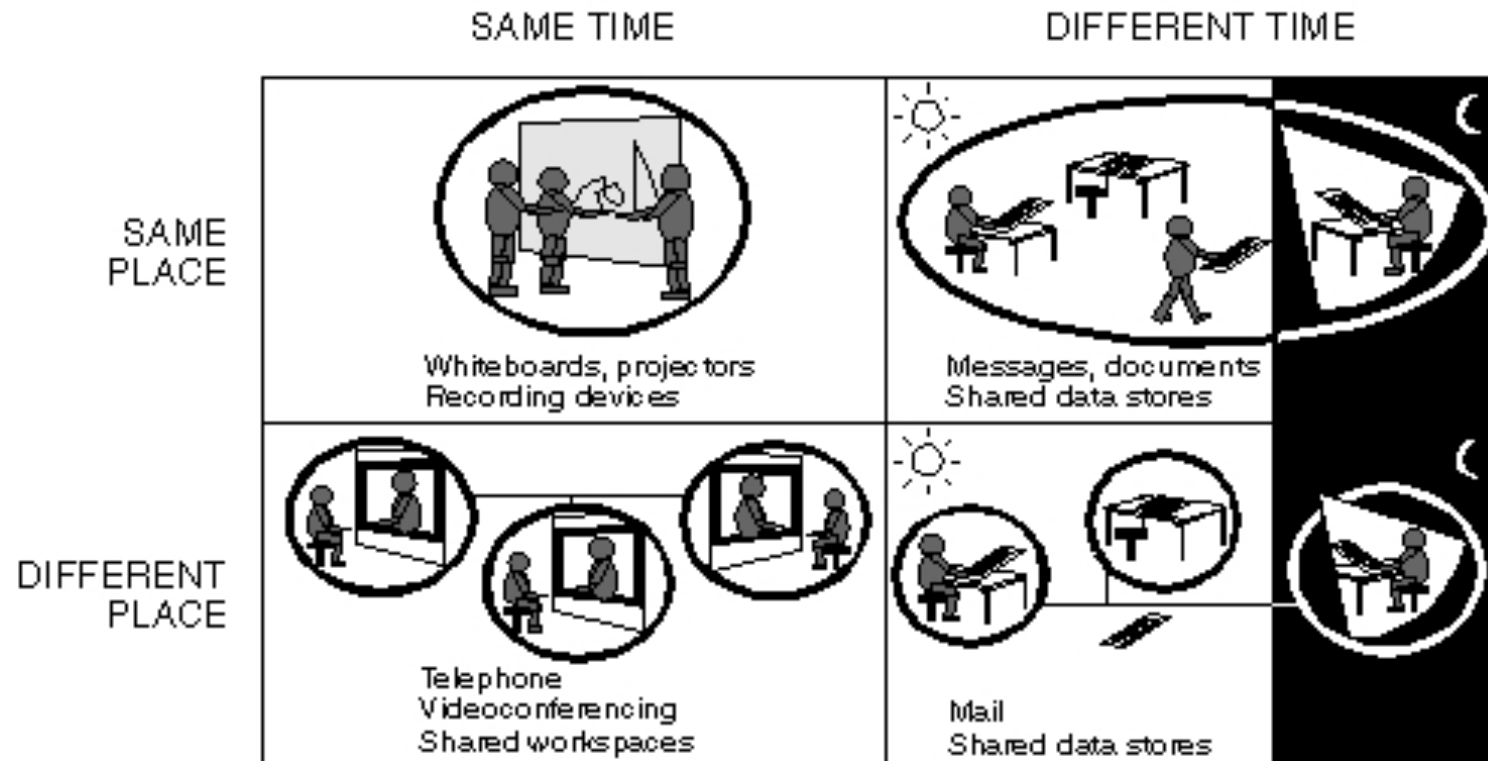 SAME TIME
DIFFERENT TIME
SAME
PLACE
Whiteboards, projectors
Recording devices
Messages, documents
Shared data stores
DIFFERENT
PLACE
Telephone
Videoconferencing
Shared workspaces
Mail
Shared data stores